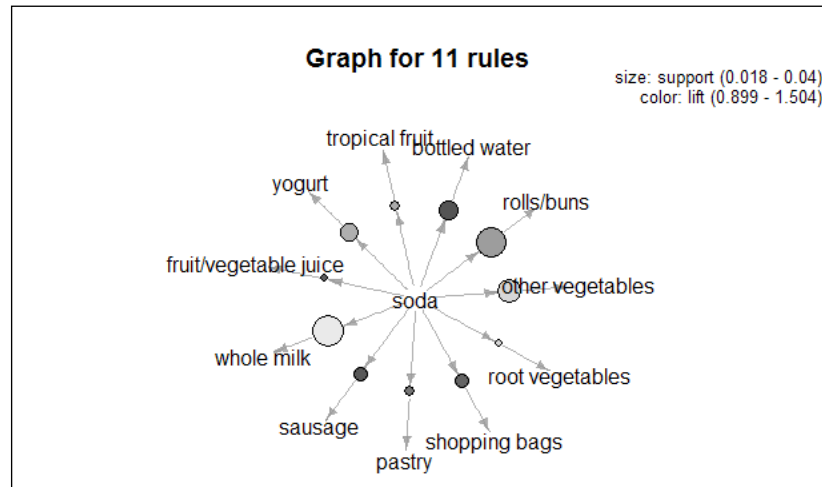 Graph for 11 rules
size: support (0.018 - 0.04)
color: lift (0.899 - 1.504)
tropical fruit
bottled water
yogurt
rolls/buns
fruit/vegetable juice
other vegetables
soda
whole milk
root vegetables
sausage
shopping bags
pastry